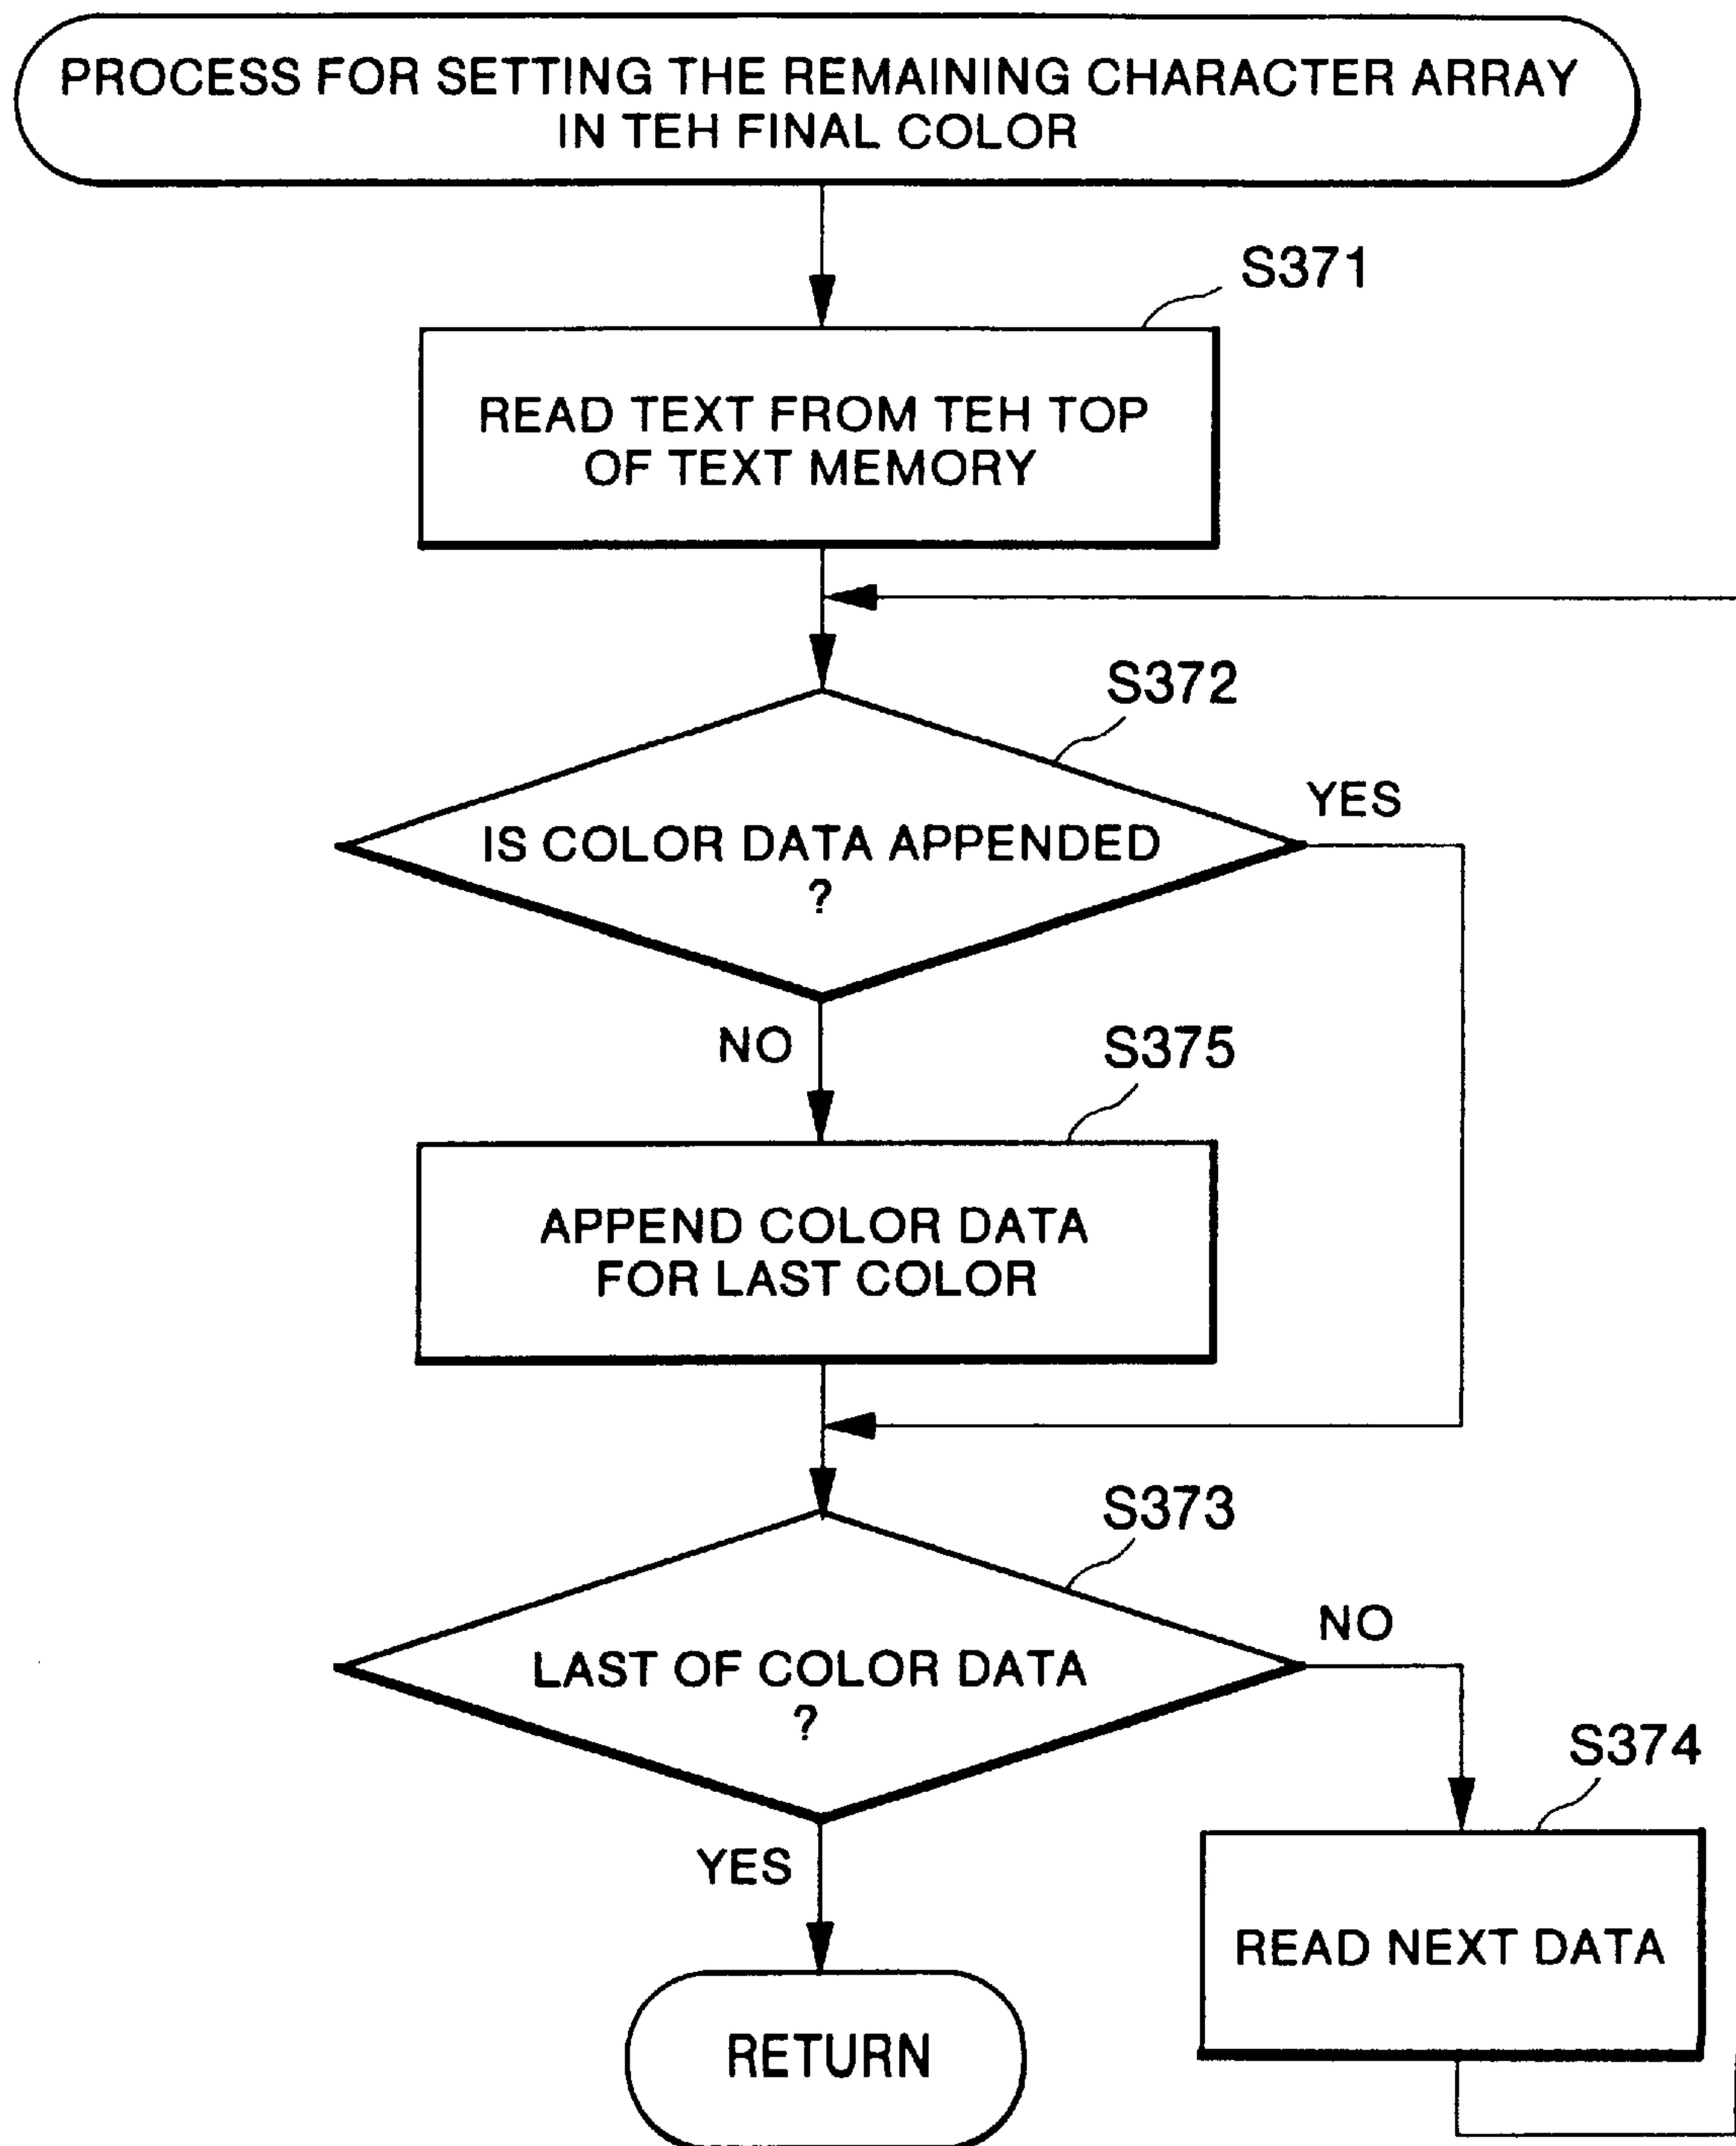 PROCESS FOR SETTING THE REMAINING CHARACTER ARRAY
IN TEH FINAL COLOR
S371
READ TEXT FROM TEH TOP
OF TEXT MEMORY
S372
YES
IS COLOR DATA APPENDED
?
NO
S375
APPEND COLOR DATA
FOR LAST COLOR
S373
NO
LAST OF COLOR DATA
?
S374
YES
READ NEXT DATA
RETURN